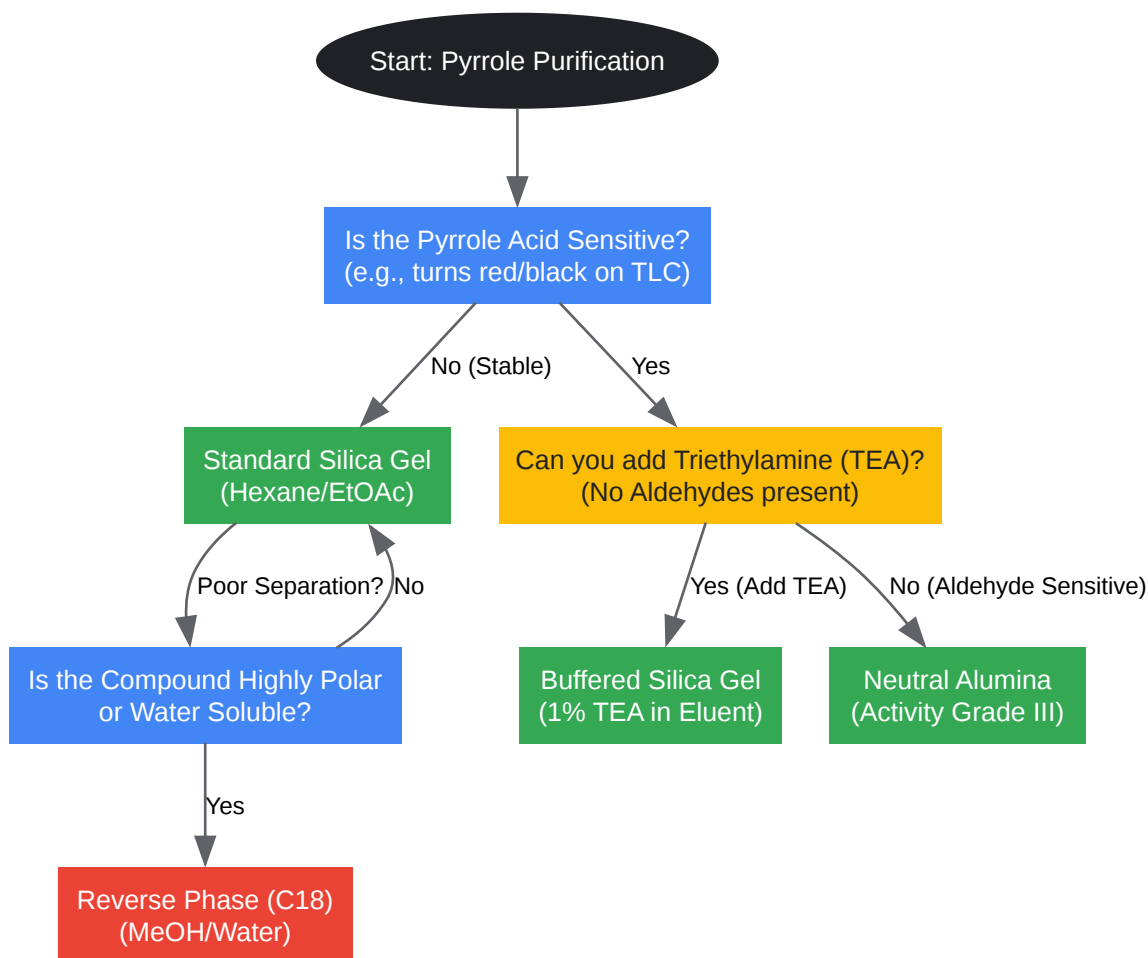 Start: Pyrrole Purification
Is the Pyrrole Acid Sensitive?
(e.g., turns red/black on TLC)
No (Stable)
Yes
Standard Silica Gel
(Hexane/EtOAc)
Can you add Triethylamine (TEA)?
(No Aldehydes present)
Poor Separation?
No
Yes (Add TEA)
No (Aldehyde Sensitive)
Is the Compound Highly Polar
or Water Soluble?
Buffered Silica Gel
(1% TEA in Eluent)
Neutral Alumina
(Activity Grade III)
Yes
Reverse Phase (C18)
(MeOH/Water)